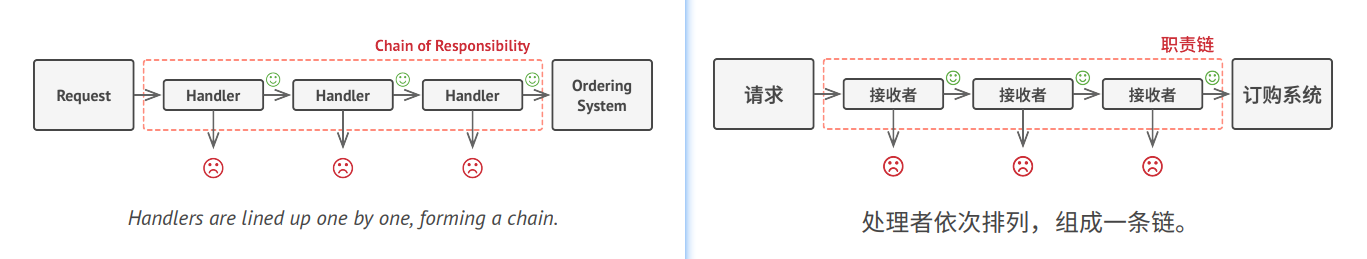 Chain of Responsibility
Request
Handler
Handler
Handler
Ordering
System
Handlers are lined up one by one, forming a chain.
职责链
请求
接收者
接收者
接收者
订购系统
处理者依次排列，组成一条链。